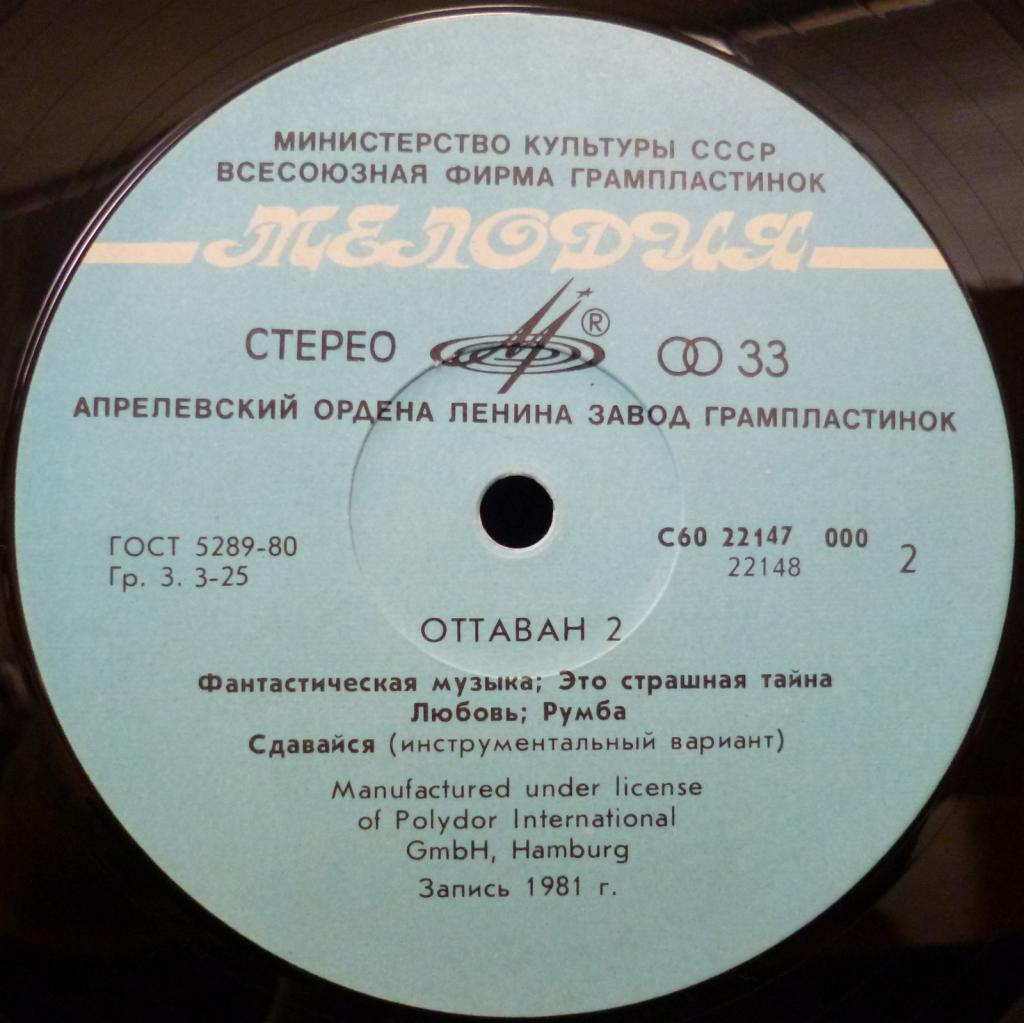 МИНИСТЕРСТВО КУЛЬТУРЫ СССР
ВСЕСОЮЗНАЯ ФИРМА ГРАМПЛАСТИНОК
МЕЛОДИЯ
СТЕРЕО М ® 33
АПРЕЛЕВСКИЙ ОРДЕНА ЛЕНИНА ЗАВОД ГРАМПЛАСТИНОК
ГОСТ 5289-80 С60 22147 000
Гр. 3. 3-25 22148 2
ОТТАВАН 2
Фантастическая музыка; Это страшная тайна
Любовь; Румба
Сдавайся (инструментальный вариант)
Manufactured under license
of Polydor International
GmbH, Hamburg
Запись 1981 г.